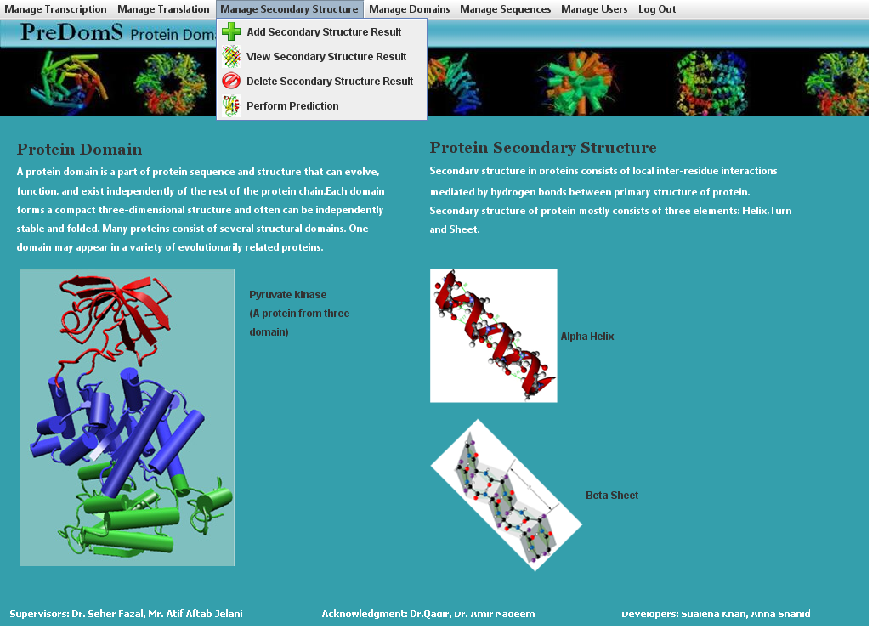 Manage Transcription Manage Translation Manage Secondary Structure Manage Domains Manage Sequences Manage Users Log Out
PreDomS Protein Dom
Add Secondary Structure Result
View Secondary Structure Result
Delete Secondary Structure Result
Perform Prediction
Protein Domain
A protein domain is a part of protein sequence and structure that can evolve,
function, and exist independently of the rest of the protein chain.Each domain
forms a compact three-dimensional structure and often can be independently
stable and folded. Many proteins consist of several structural domains. One
domain may appear in a variety of evolutionarily related proteins.
Pyruvate kinase
(A protein from three
domain)
Protein Secondary Structure
Secondary structure in proteins consists of local inter-residue interactions
mediated by hydrogen bonds between primary structure of protein.
Secondary structure of protein mostly consists of three elements: Helix,Turn
and Sheet.
Alpha Helix
Beta Sheet
Supervisors: Dr. Seher Fazal, Mr. Atif Aftab Jelani
Acknowledgment: Dr.Qadir, Dr. Amir Nadeem
Developers: Khan, Anna Shahid